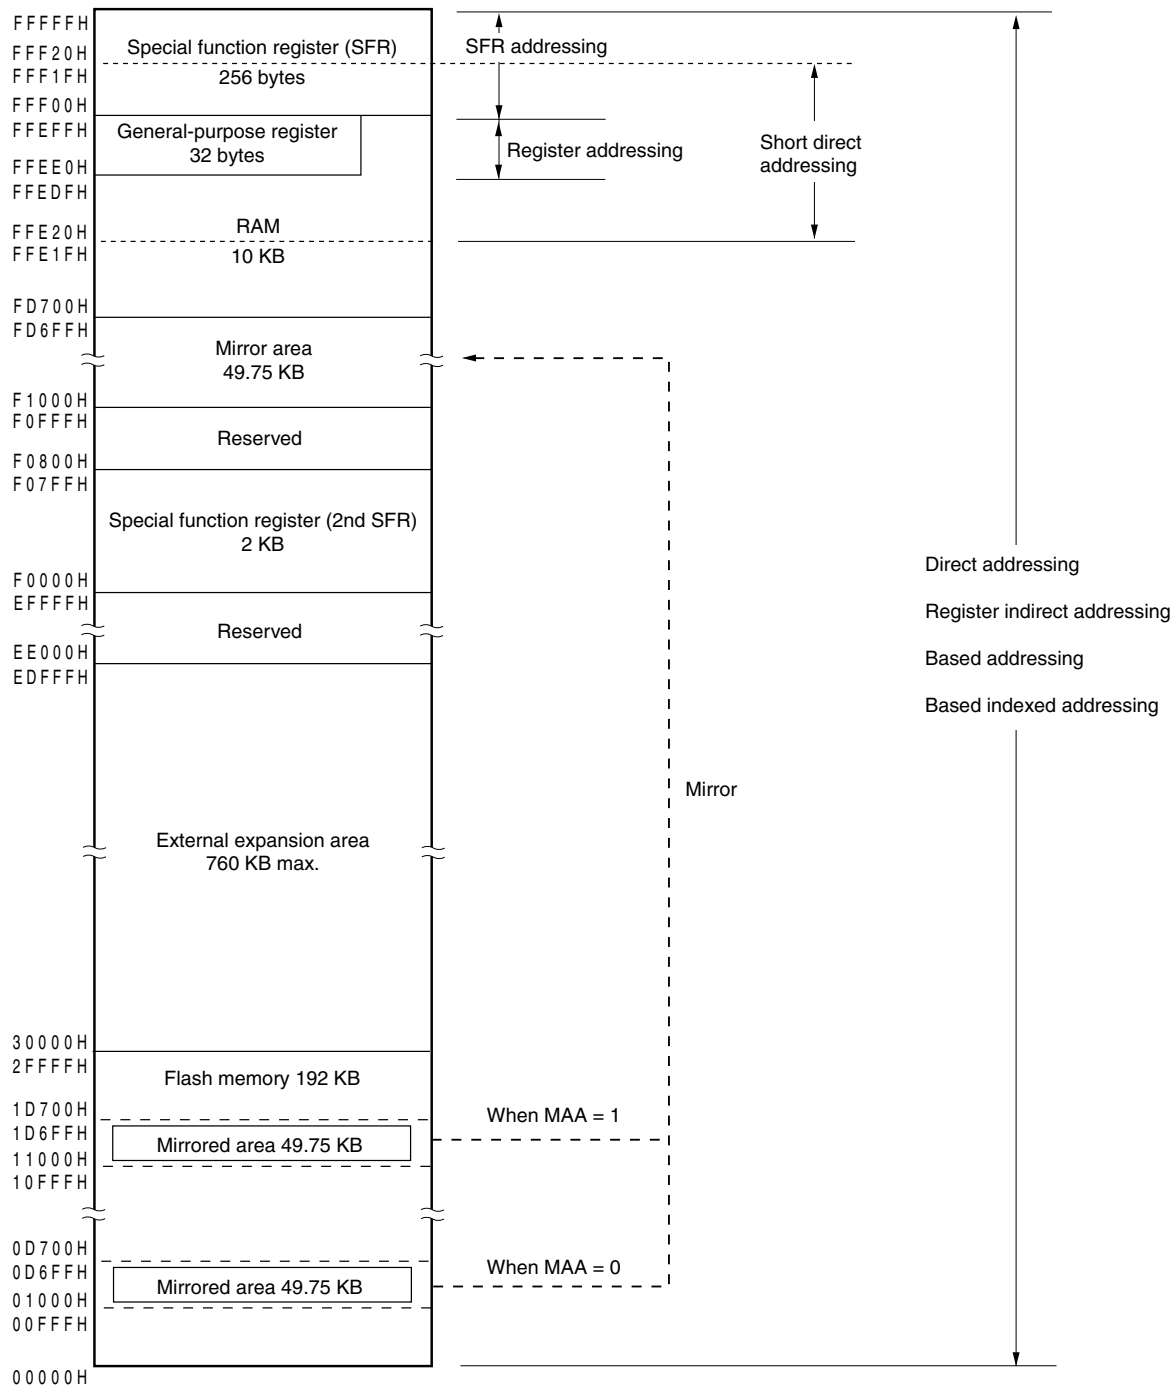 FFFFFH
FFF20H
Special function register (SFR)
SFR addressing
FFF1FH
256 bytes
FFF00H
FFEFFH
General-purpose register
32 bytes
Register addressing
Short direct
addressing
FFEE0H
FFEDFH
FFE20H
RAM
FFE1FH
10 KB
FD700H
FD6FFH
Mirror area
49.75 KB
F1000H
F0FFFH
Reserved
F0800H
F07FFH
Special function register (2nd SFR)
2 KB
F0000H
EFFFFH
Reserved
EE000H
EDFFFH
Direct addressing
Register indirect addressing
Based addressing
Based indexed addressing
Mirror
External expansion area
760 KB max.
30000H
2FFFFH
Flash memory 192 KB
1D700H
When MAA = 1
1D6FFH
Mirrored area 49.75 KB
11000H
10FFFH
0D700H
When MAA = 0
0D6FFH
Mirrored area 49.75 KB
01000H
00FFFH
00000H